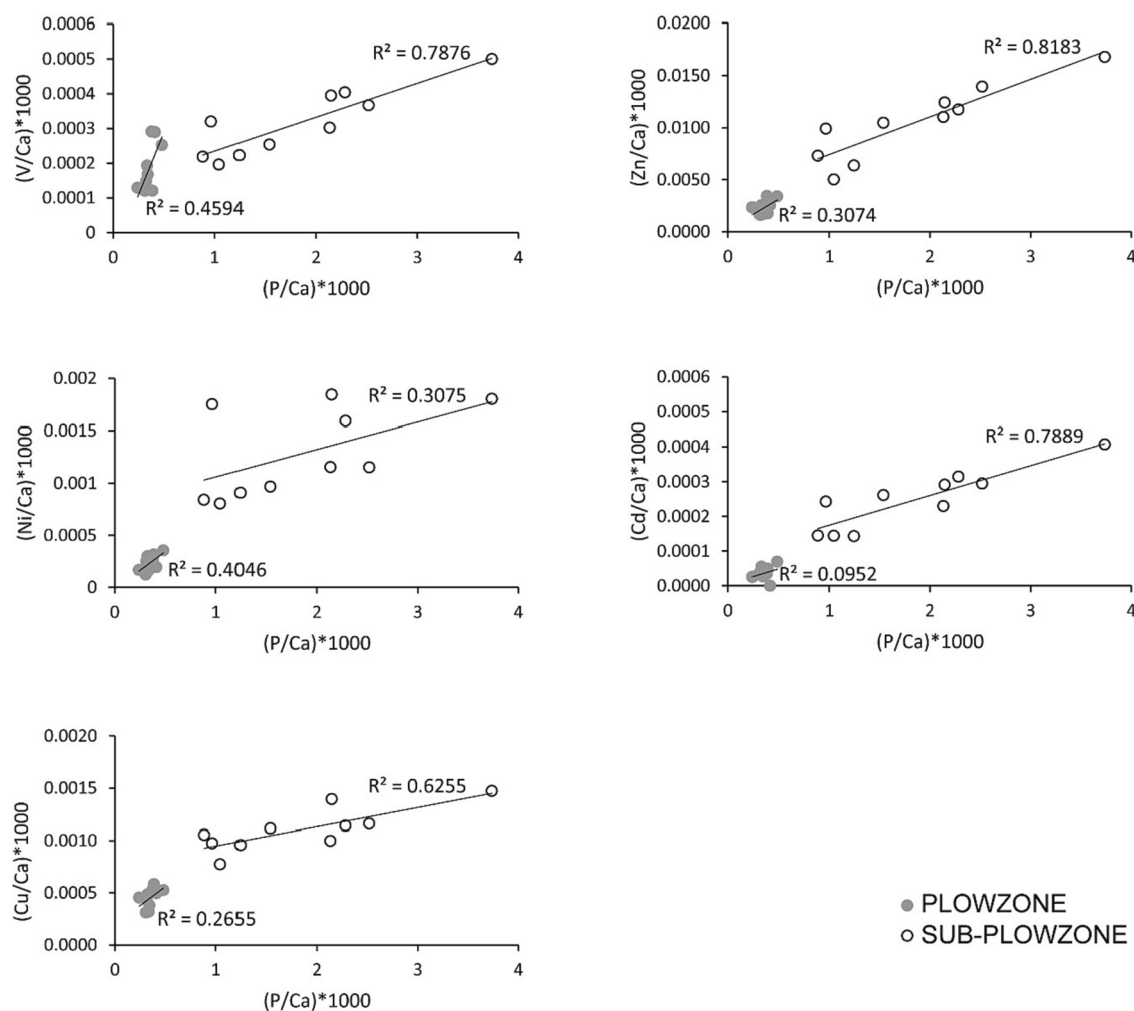 0.0006
0.0005
0.0004
0.0003
0.0002
0.0001
0
(V/Ca)*1000
R² = 0.7876
R² = 0.4594
0 1 2 3 4
(P/Ca)*1000
0.0200
0.0150
0.0100
0.0050
0.0000
(Zn/Ca)*1000
R² = 0.8183
R² = 0.3074
0 1 2 3 4
(P/Ca)*1000
0.002
0.0015
0.001
0.0005
0
(Ni/Ca)*1000
R² = 0.3075
R² = 0.4046
0 1 2 3 4
(P/Ca)*1000
0.0006
0.0005
0.0004
0.0003
0.0002
0.0001
0.0000
(Cd/Ca)*1000
R² = 0.7889
R² = 0.0952
0 1 2 3 4
(P/Ca)*1000
0.0020
0.0015
0.0010
0.0005
0.0000
(Cu/Ca)*1000
R² = 0.6255
R² = 0.2655
0 1 2 3 4
(P/Ca)*1000
PLOWZONE
SUB-PLOWZONE